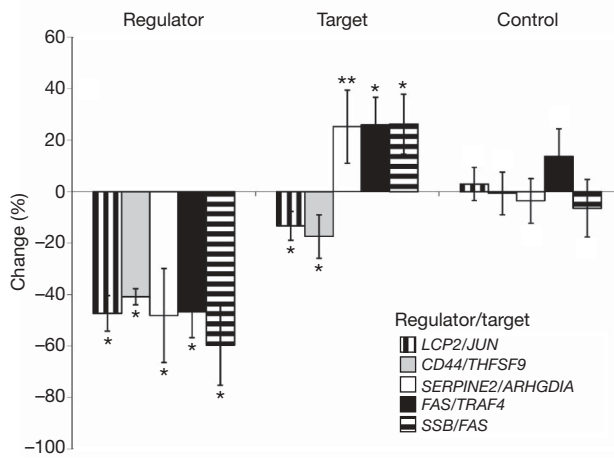 Regulator Target Control
60
40
20
0
−20
−40
−60
−80
−100
Change (%)
** * *
* *
* * * * *
Regulator/target
LCP2/JUN
CD44/THFSF9
SERPINE2/ARHGDIA
FAS/TRAF4
SSB/FAS